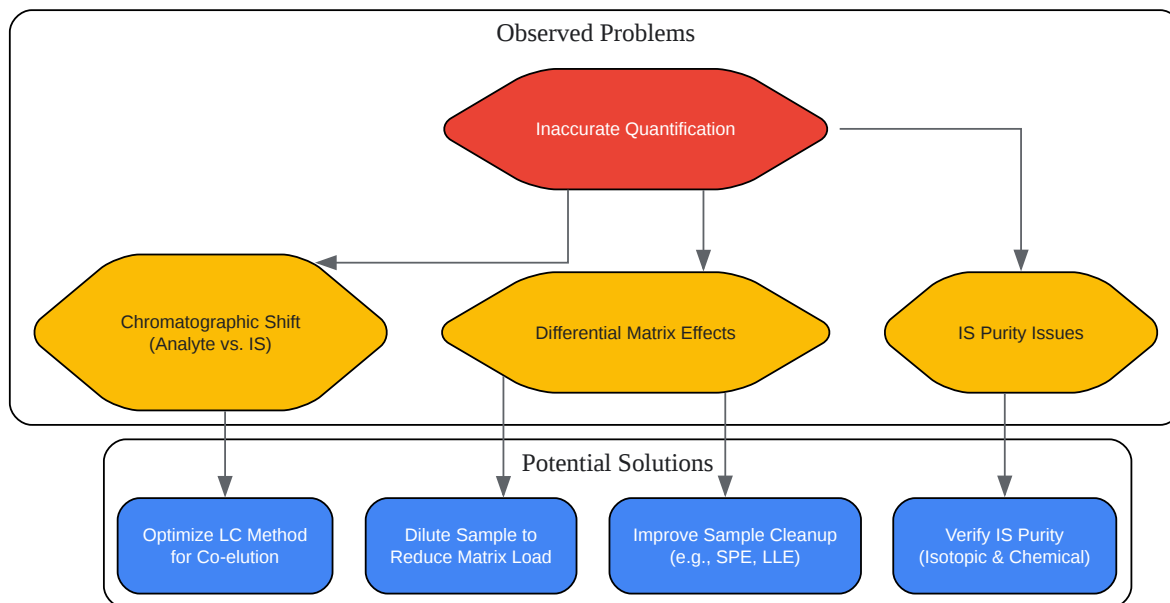 Observed Problems
Inaccurate Quantification
Chromatographic Shift
(Analyte vs. IS)
Differential Matrix Effects
IS Purity Issues
Potential Solutions
Optimize LC Method
for Co-elution
Dilute Sample to
Reduce Matrix Load
Improve Sample Cleanup
(e.g., SPE, LLE)
Verify IS Purity
(Isotopic & Chemical)